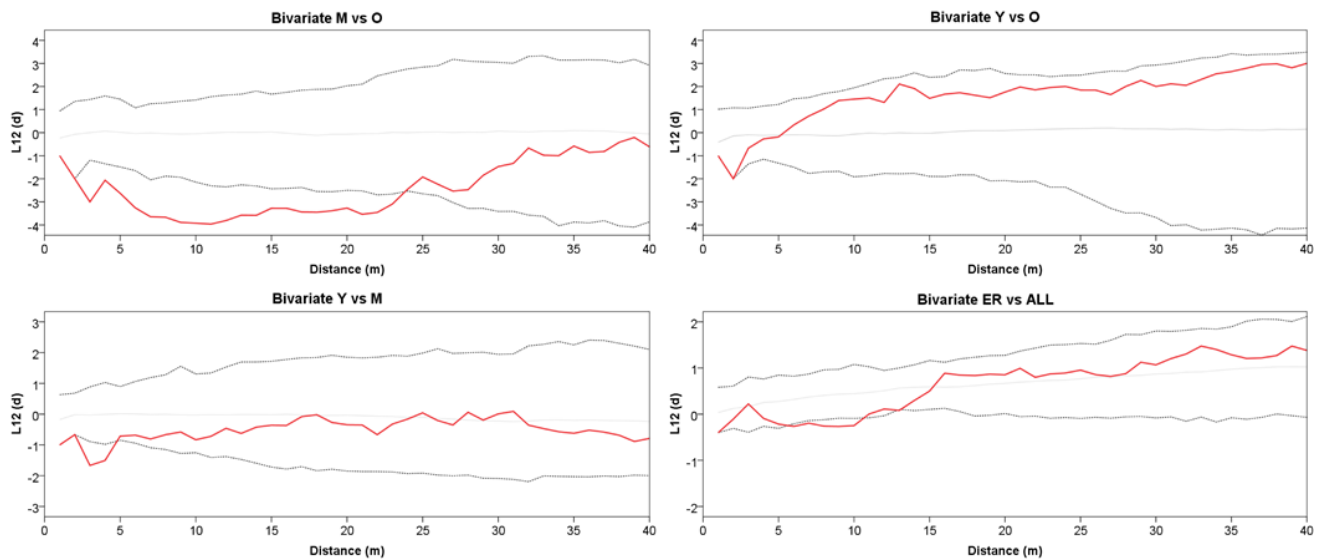 Bivariate M vs O
L12 (d)
4
3
2
1
0
-1
-2
-3
-4
0 5 10 15 20 25 30 35 40
Distance (m)
Bivariate Y vs O
L12 (d)
4
3
2
1
0
-1
-2
-3
-4
0 5 10 15 20 25 30 35 40
Distance (m)
Bivariate Y vs M
L12 (d)
3
2
1
0
-1
-2
-3
0 5 10 15 20 25 30 35 40
Distance (m)
Bivariate ER vs ALL
L12 (d)
2
1
0
-1
-2
0 5 10 15 20 25 30 35 40
Distance (m)